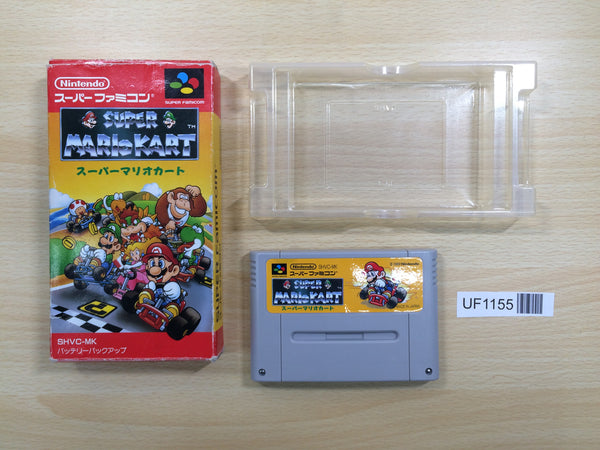 Nintendo
スーパーファミコン
SUPER FAMICOM
SUPER
MARIO KART
TM
スーパーマリオカート
SHVC-MK
バッテリーバックアップ
Nintendo
SHVC-MK
スーパーファミコン
SUPER
MARIO KART
スーパーマリオカート
UF1155